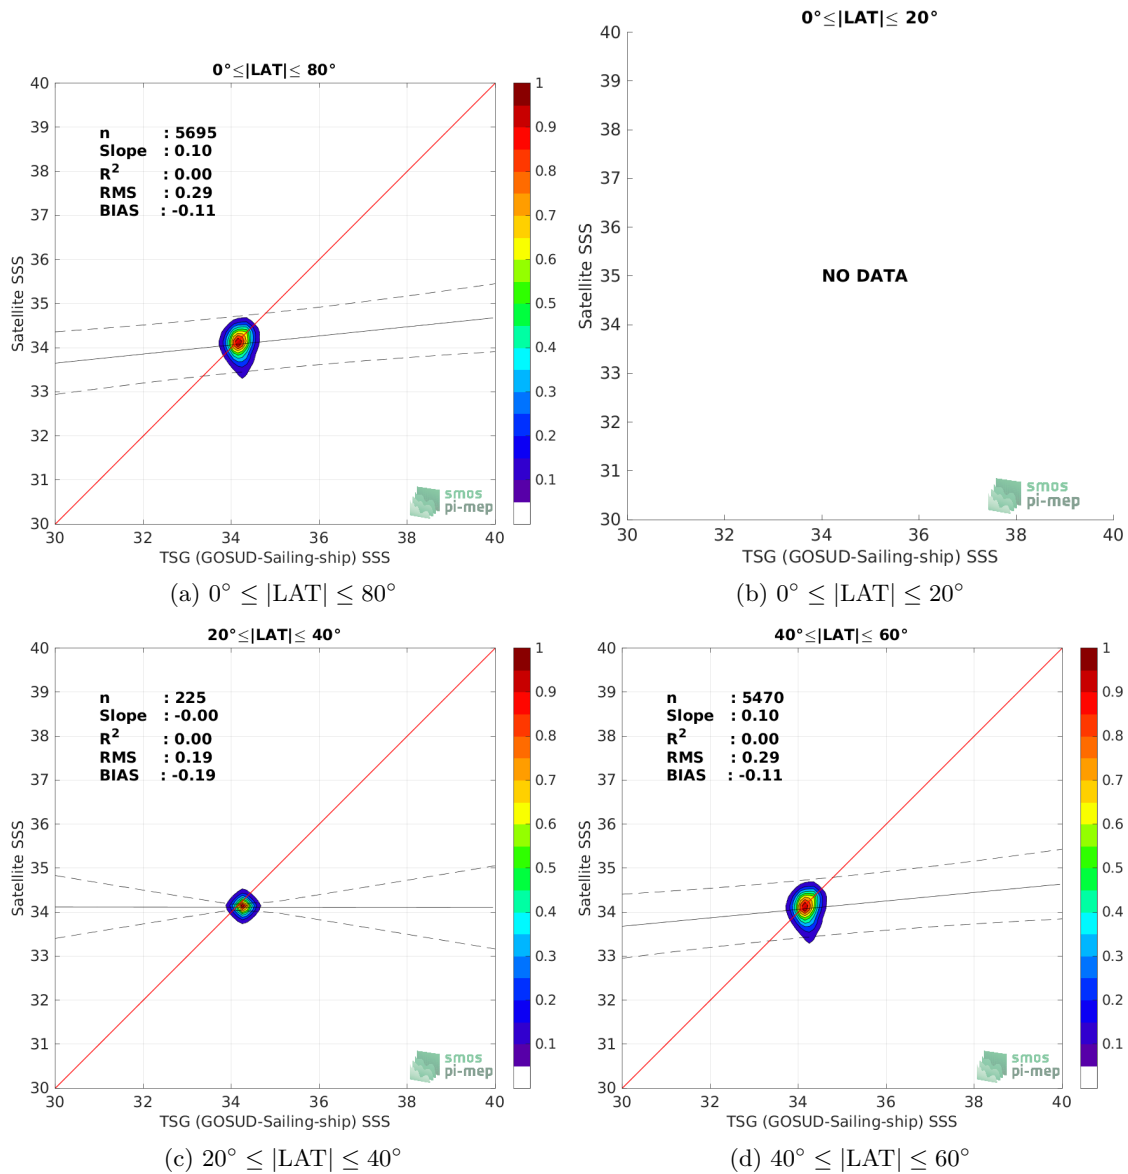 0°≤|LAT|≤ 80°
40
39
38
37
36
35
34
33
32
31
30
Satellite SSS
n : 5695
Slope : 0.10
R2 : 0.00
RMS : 0.29
BIAS : -0.11
smos
pi-mep
30 32 34 36 38 40
TSG (GOSUD-Sailing-ship) SSS
1
0.9
0.8
0.7
0.6
0.5
0.4
0.3
0.2
0.1
(a) 0° ≤ |LAT| ≤ 80°
0°≤|LAT|≤ 20°
40
39
38
37
36
35
34
33
32
31
30
Satellite SSS
NO DATA
smos
pi-mep
30 32 34 36 38 40
TSG (GOSUD-Sailing-ship) SSS
(b) 0° ≤ |LAT| ≤ 20°
20°≤|LAT|≤ 40°
40
39
38
37
36
35
34
33
32
31
30
Satellite SSS
n : 225
Slope : -0.00
R2 : 0.00
RMS : 0.19
BIAS : -0.19
smos
pi-mep
30 32 34 36 38 40
TSG (GOSUD-Sailing-ship) SSS
1
0.9
0.8
0.7
0.6
0.5
0.4
0.3
0.2
0.1
(c) 20° ≤ |LAT| ≤ 40°
40°≤|LAT|≤ 60°
40
39
38
37
36
35
34
33
32
31
30
Satellite SSS
n : 5470
Slope : 0.10
R2 : 0.00
RMS : 0.29
BIAS : -0.11
smos
pi-mep
30 32 34 36 38 40
TSG (GOSUD-Sailing-ship) SSS
1
0.9
0.8
0.7
0.6
0.5
0.4
0.3
0.2
0.1
(d) 40° ≤ |LAT| ≤ 60°